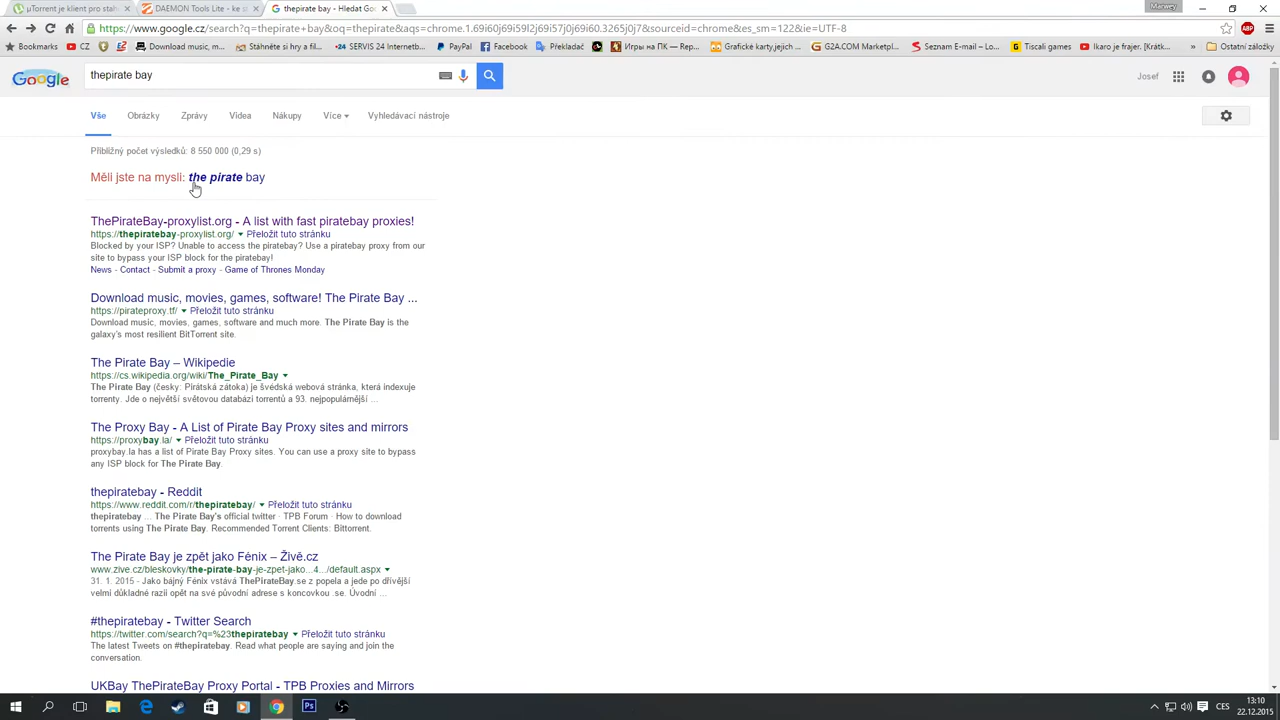 µTorrent je klient pro staho
DAEMON Tools Lite - ke st
thepirate bay - Hledat Goo
Marwey
https://www.google.cz/search?q=thepirate+bay&oq=thepirate+bay&aqs=chrome.1.69i60j69i59l2j69i57j0j69i60.3265j0j7&sourceid=chrome&es_sm=122&ie=UTF-8
ABP
Bookmarks
CZ
Download music, mov
Stáhněte si hry a fil
24 SERVIS 24 Internetb
PayPal
Facebook
Překladač
Игры на ПК — Rep
Grafické karty,jejich
G2A.COM Marketpl
Seznam E-mail — Os
Tiscali games
Ikaro je frajer. [Krátk
Ostatní záložky
Google
thepirate bay
Josef
Vše
Obrázky
Zprávy
Videa
Nákupy
Více
Vyhledávací nástroje
Přibližný počet výsledků: 8 550 000 (0,29 s)
Měli jste na mysli: the pirate bay
ThePirateBay-proxylist.org - A list with fast piratebay proxies!
https://thepiratebay-proxylist.org/ Přeložit tuto stránku
Blocked by your ISP? Unable to access the piratebay? Use a piratebay proxy from our
site to bypass your ISP block for the piratebay!
News - Contact - Submit a proxy - Game of Thrones Monday
Download music, movies, games, software! The Pirate Bay ...
https://pirateproxy.tf/ Přeložit tuto stránku
Download music, movies, games, software and much more. The Pirate Bay is the
galaxy's most resilient BitTorrent site.
The Pirate Bay – Wikipedie
https://cs.wikipedia.org/wiki/The_Pirate_Bay
The Pirate Bay (česky: Pirátská zátoka) je švédská webová stránka, která indexuje
torrenty. Jde o největší světovou databázi torrentů a 93. nejpopulárnější ...
The Proxy Bay - A List of Pirate Bay Proxy sites and mirrors
https://proxybay.la/ Přeložit tuto stránku
proxybay.la has a list of Pirate Bay Proxy sites. You can use a proxy site to bypass
any ISP block for The Pirate Bay.
thepiratebay - Reddit
https://www.reddit.com/r/thepiratebay/ Přeložit tuto stránku
thepiratebay ... The Pirate Bay's official twitter · TPB Forum · How to download
torrents using The Pirate Bay. Recommended Torrent Clients: Bittorrent.
The Pirate Bay je zpět jako Fénix – Živě.cz
www.zive.cz/bleskovky/the-pirate-bay-je-zpet-jako...4.../default.aspx
31. 1. 2015 - Jako bájný Fénix vstává ThePirateBay.se z popela a jede po dřívější
velmi důkladné razii opět na své původní adrese s koncovkou .se. Úvodní ...
#thepiratebay - Twitter Search
https://twitter.com/search?q=%23thepiratebay Přeložit tuto stránku
The latest Tweets on #thepiratebay. Read what people are saying and join the
conversation.
UKBay ThePirateBay Proxy Portal - TPB Proxies and Mirrors
CES
13:10
22.12.2015